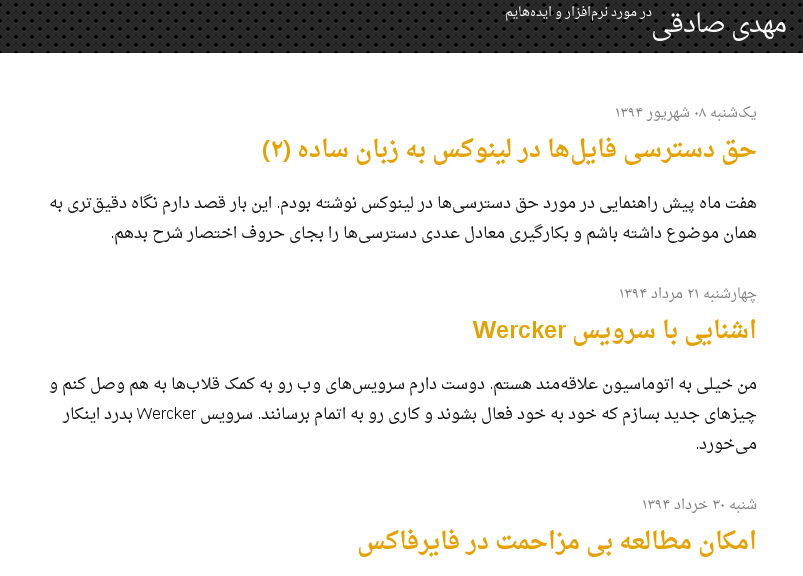 مهدی صادقی
در مورد نرم‌افزار و ایده‌هایم
یک‌شنبه ۰۸ شهریور ۱۳۹۴
حق دسترسی فایل‌ها در لینوکس به زبان ساده (۲)
هفت ماه پیش راهنمایی در مورد حق دسترسی‌ها در لینوکس نوشته بودم. این بار قصد دارم نگاه دقیق‌تری به
همان موضوع داشته باشم و بکارگیری معادل عددی دسترسی‌ها را بجای حروف اختصار شرح بدهم.
چهارشنبه ۲۱ مرداد ۱۳۹۴
اشنایی با سرویس Wercker
من خیلی به اتوماسیون علاقه‌مند هستم. دوست دارم سرویس‌های وب رو به کمک قلاب‌ها به هم وصل کنم و
چیزهای جدید بسازم که خود به خود فعال بشوند و کاری رو به اتمام برسانند. سرویس Wercker بدرد اینکار
می‌خورد.
شنبه ۳۰ خرداد ۱۳۹۴
امکان مطالعه بی مزاحمت در فایرفاکس